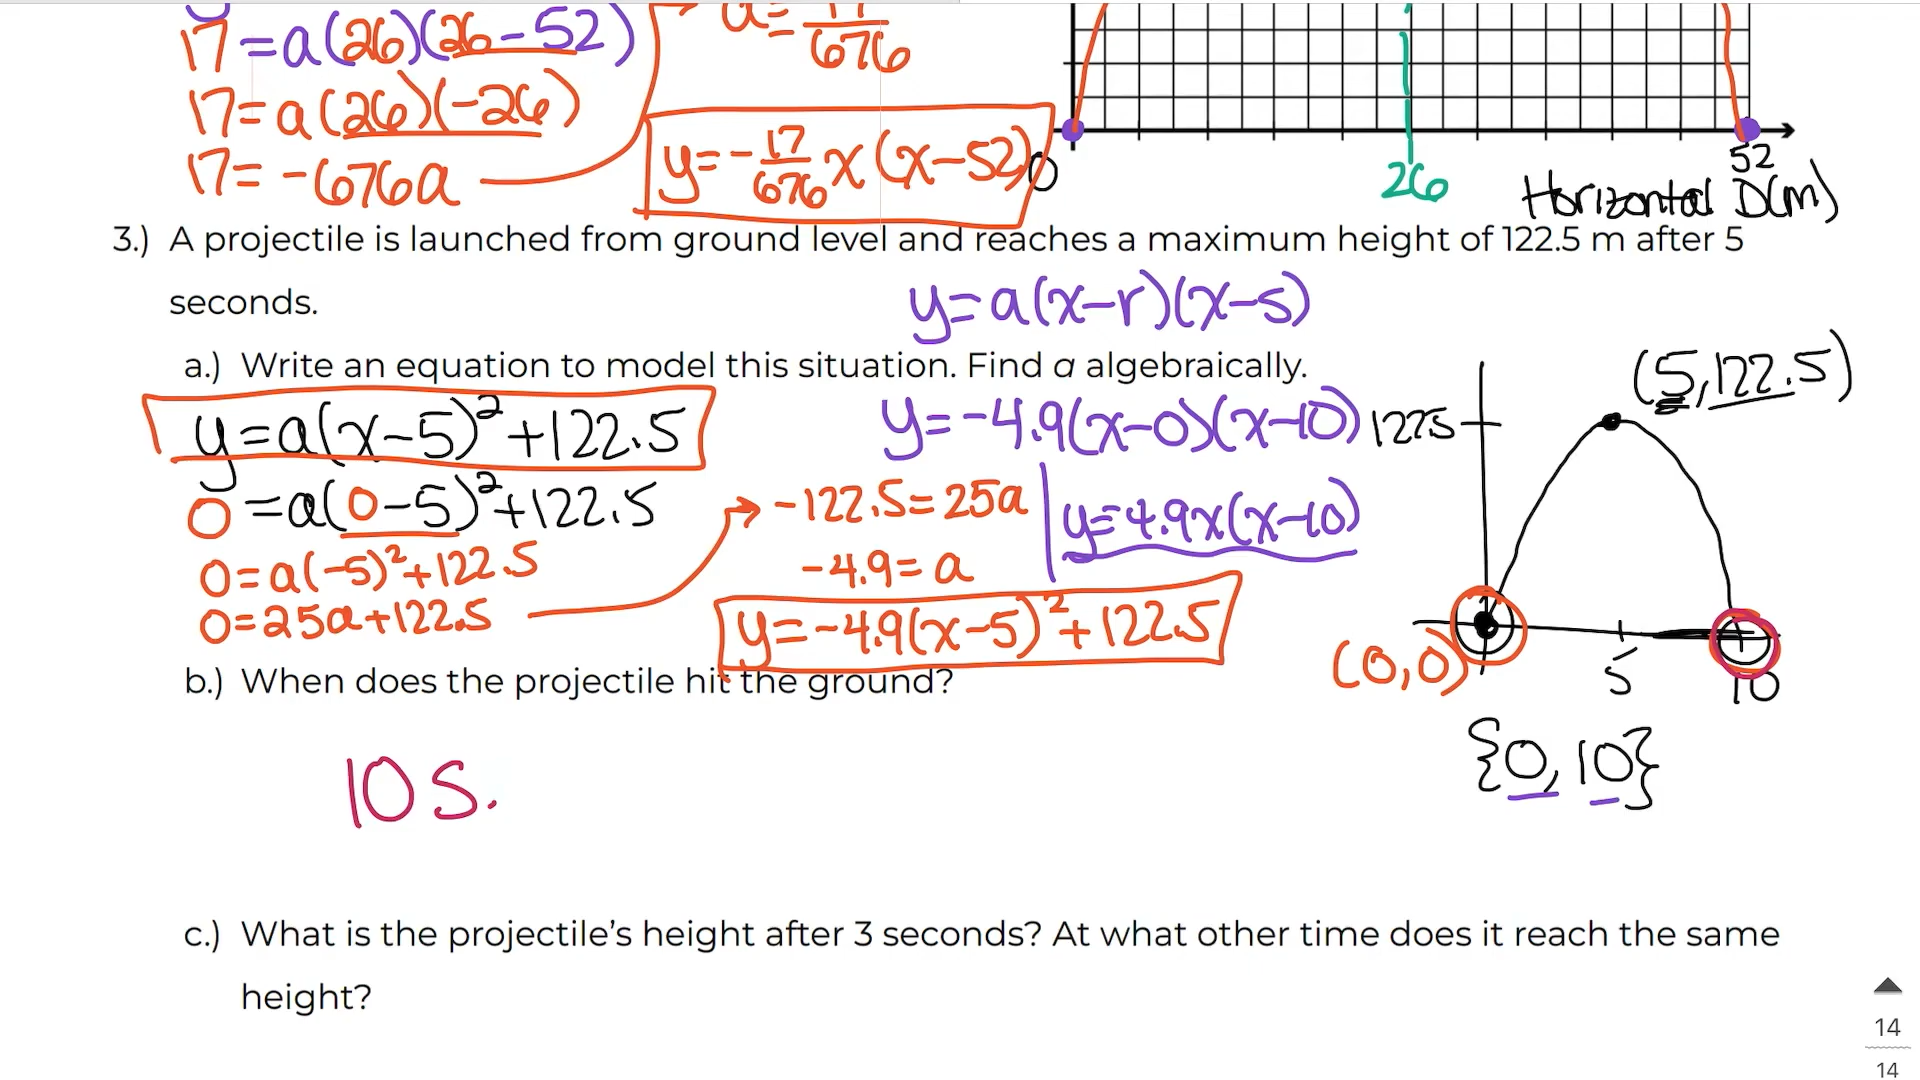 17=a(26)(26-52)
17=a(26)(-26)
17=-676a
a=-17/676
y=-17/676x(x-52)
0
26
52
Horizontal D(m)
3.) A projectile is launched from ground level and reaches a maximum height of 122.5 m after 5
seconds.
y=a(x-r)(x-s)
a.) Write an equation to model this situation. Find a algebraically.
y=a(x-5)²+122.5
0=a(0-5)²+122.5
0=a(-5)²+122.5
0=25a+122.5
-122.5=25a
-4.9=a
y=-4.9(x-5)²+122.5
y=-4.9(x-0)(x-10)
y=-4.9x(x-10)
(5,122.5)
122.5
(0,0)
5
10
{0,10}
b.) When does the projectile hit the ground?
10 s.
c.) What is the projectile's height after 3 seconds? At what other time does it reach the same
height?
14
14